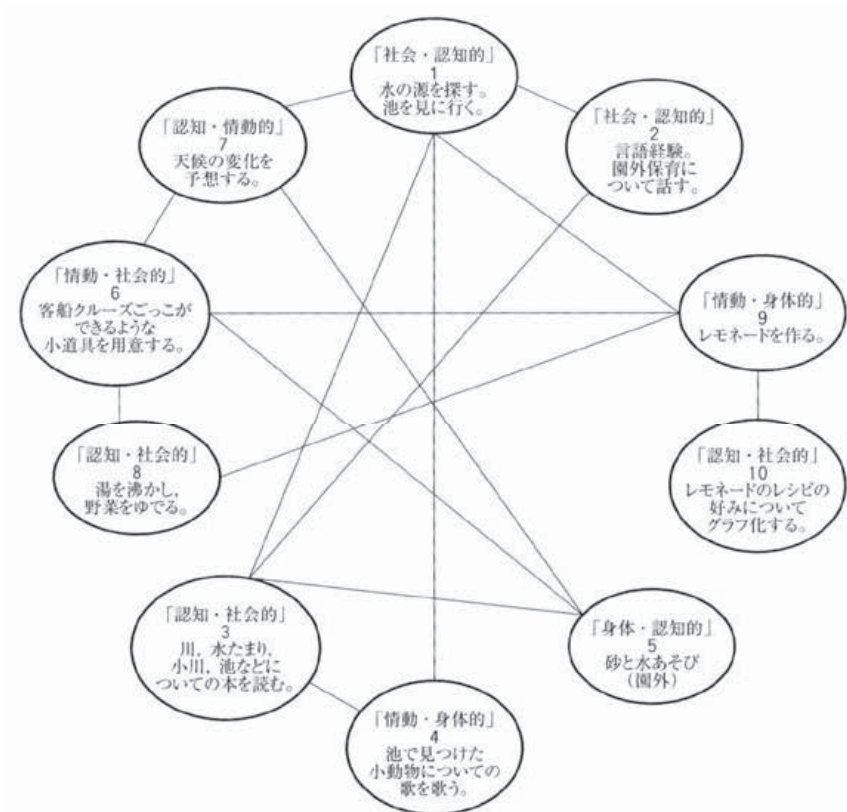 「社会・認知的」
1
水の源を探す。
池を見に行く。
「社会・認知的」
2
言語経験。
園外保育に
ついて話す。
「認知・情動的」
7
天候の変化を
予想する。
「情動・社会的」
6
客船クルーズごっこが
できるような
小道具を用意する。
「情動・身体的」
9
レモネードを作る。
「認知・社会的」
8
湯を沸かし,
野菜をゆでる。
「認知・社会的」
10
レモネードのレシピの
好みについて
グラフ化する。
「認知・社会的」
3
川, 水たまり,
小川, 池などに
ついての本を読む。
「身体・認知的」
5
砂と水あそび
(園外)
「情動・身体的」
4
池で見つけた
小動物についての
歌を歌う。